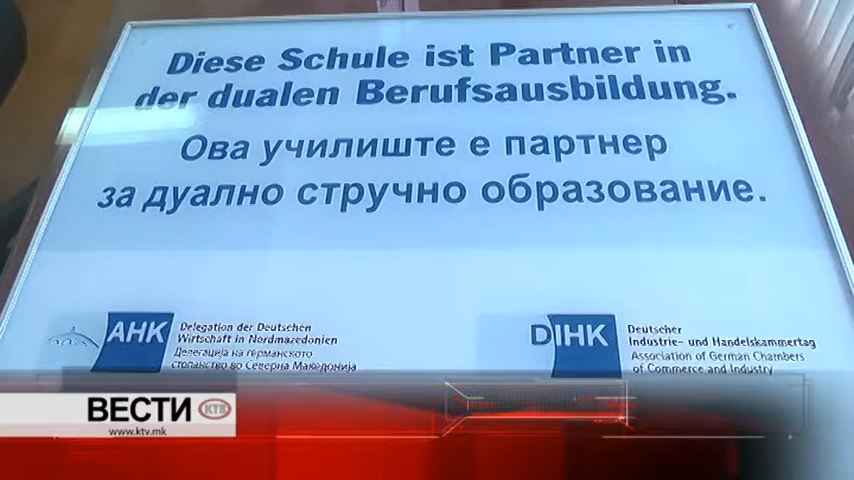 Diese Schule ist Partner in
der dualen Berufsausbildung.
Ова училиште е партнер
за дуално стручно образование.
AHK
Delegation der Deutschen
Wirtschaft in Nordmazedonien
Делегација на германското
стопанство во Северна Македонија
DIHK
Deutscher
Industrie- und Handelskammertag
Association of German Chambers
of Commerce and Industry
ВЕСТИ КТВ
www.ktv.mk